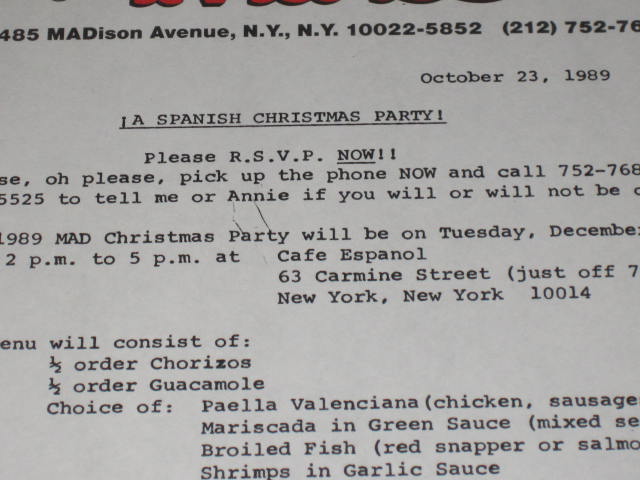 485 MADison Avenue, N.Y., N.Y. 10022-5852 (212) 752-76
October 23, 1989
¡A SPANISH CHRISTMAS PARTY!
Please R.S.V.P. NOW!!
se, oh please, pick up the phone NOW and call 752-768
5525 to tell me or Annie if you will or will not be
1989 MAD Christmas Party will be on Tuesday, December
2 p.m. to 5 p.m. at Cafe Espanol
63 Carmine Street (just off 7
New York, New York 10014
enu will consist of:
½ order Chorizos
½ order Guacamole
Choice of: Paella Valenciana(chicken, sausage
Mariscada in Green Sauce (mixed se
Broiled Fish (red snapper or salmo
Shrimps in Garlic Sauce